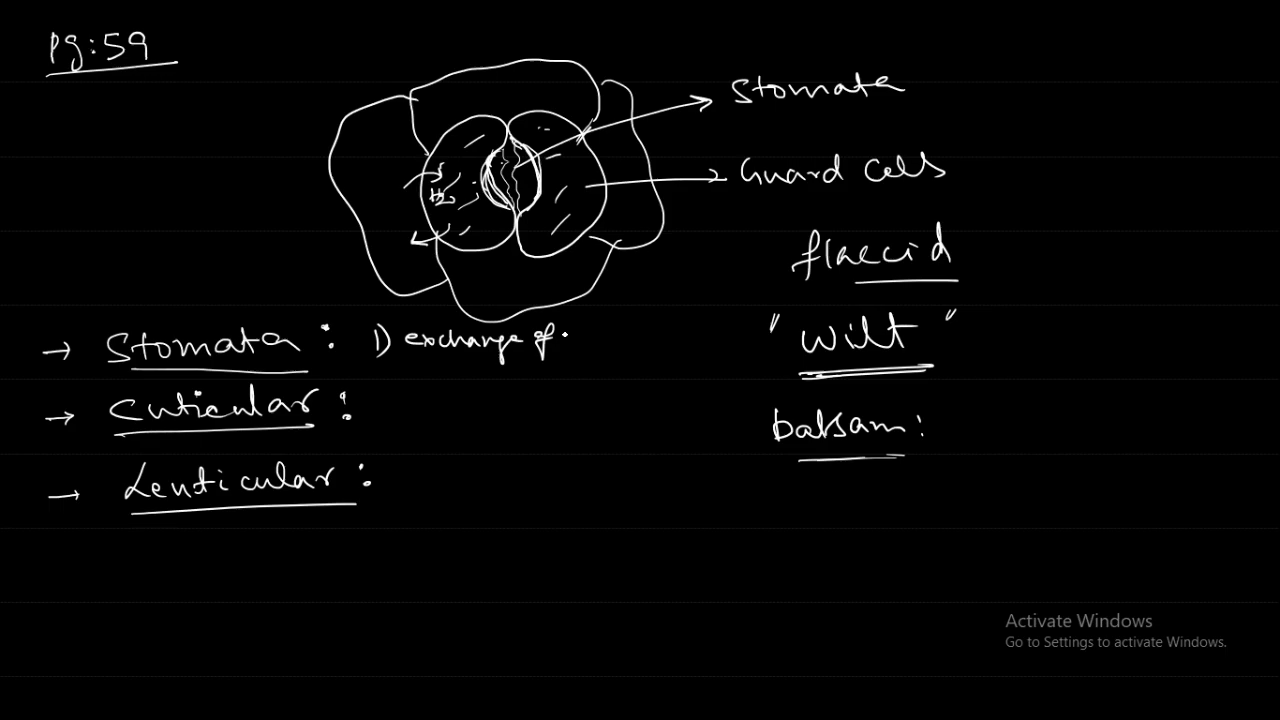 Pg:59
Stomata
Guard Cells
flaccid
"Wilt"
balsam:
→ Stomata: 1) exchange of
→ Cuticular:
→ Lenticular:
Activate Windows
Go to Settings to activate Windows.